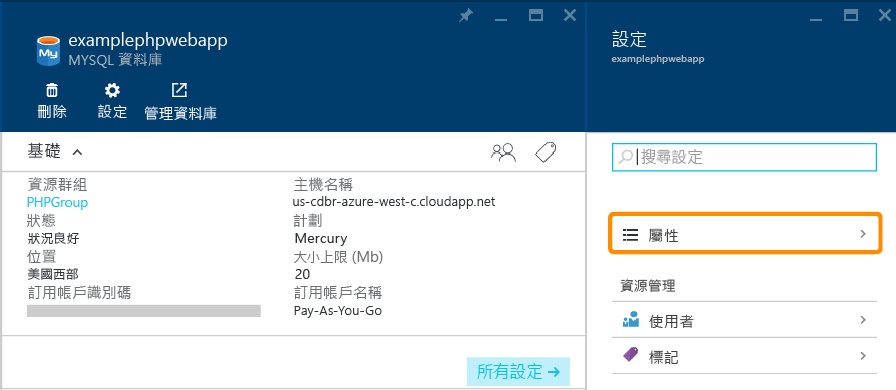 examplephpwebapp
MYSQL 資料庫
刪除
設定
管理資料庫
基礎
資源群組
PHPGroup
狀態
狀況良好
位置
美國西部
訂用帳戶識別碼
主機名稱
us-cdbr-azure-west-c.cloudapp.net
計劃
Mercury
大小上限 (Mb)
20
訂用帳戶名稱
Pay-As-You-Go
所有設定
設定
examplephpwebapp
搜尋設定
屬性
資源管理
使用者
標記